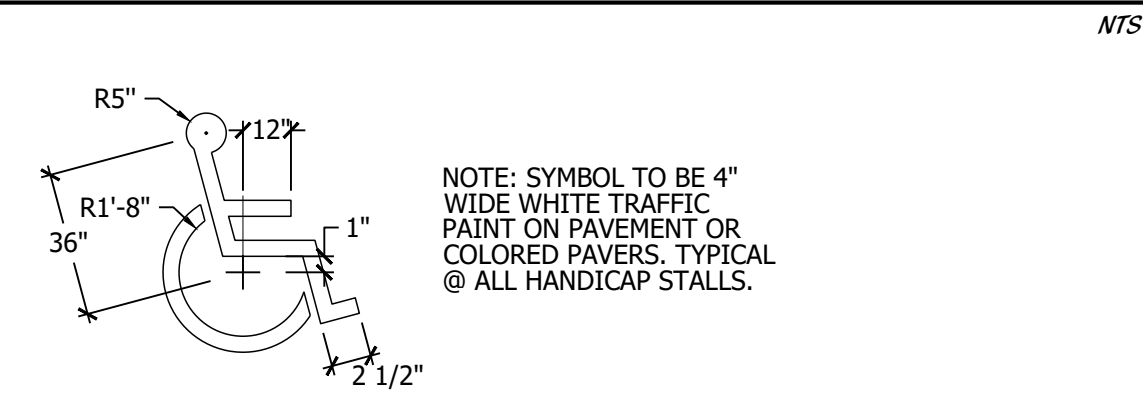 NTS
R5"
12"
R1'-8"
1"
36"
2 1/2"
NOTE: SYMBOL TO BE 4"
WIDE WHITE TRAFFIC
PAINT ON PAVEMENT OR
COLORED PAVERS. TYPICAL
@ ALL HANDICAP STALLS.